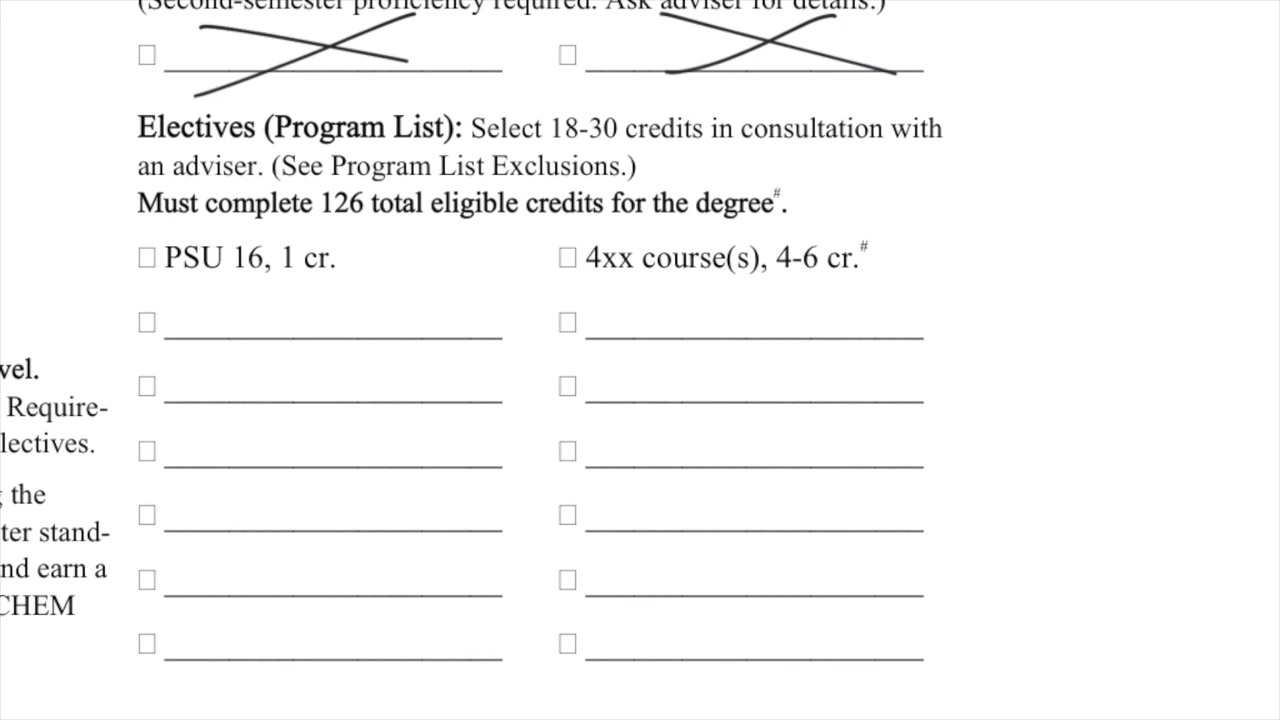 (Second-semester proficiency required. Ask adviser for details.)
Electives (Program List): Select 18-30 credits in consultation with
an adviser. (See Program List Exclusions.)
Must complete 126 total eligible credits for the degree#.
PSU 16, 1 cr.
4xx course(s), 4-6 cr.#
vel.
Require-
lectives.
the
ter stand-
nd earn a
CHEM